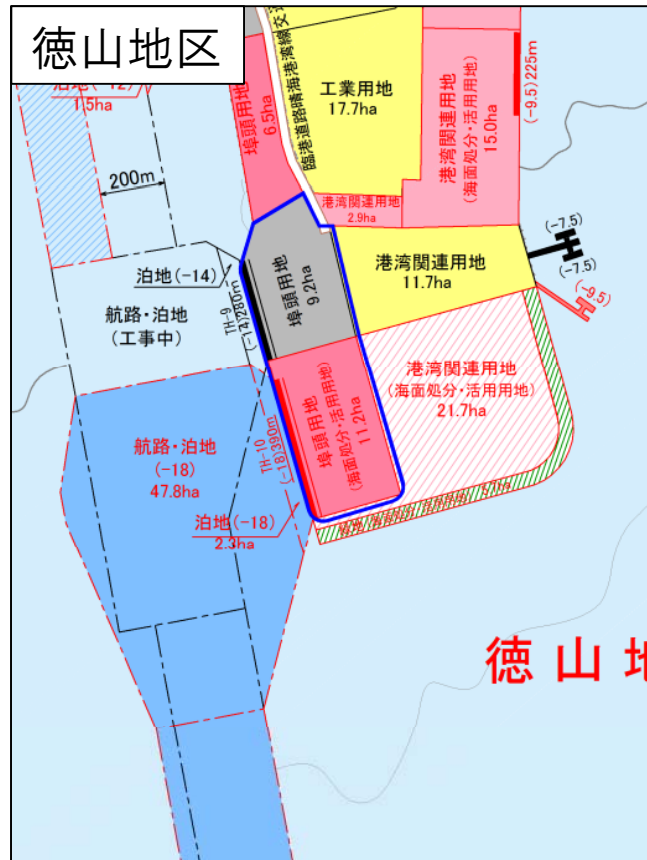 徳山地区
泊地(-12)
1.5ha
200m
埠頭用地
6.5ha
臨港道路晴海港湾線
工業用地
17.7ha
港湾関連用地
(海面処分・活用用地)
15.0ha
(-9.5)225m
港湾関連用地
2.9ha
泊地(-14)
航路・泊地
(工事中)
TH-9
(-14)280m
埠頭用地
9.2ha
港湾関連用地
11.7ha
(-7.5)
(-7.5)
(-9.5)
港湾関連用地
(海面処分・活用用地)
21.7ha
埠頭用地
(海面処分・活用用地)
11.2ha
TH-10
(-18)390m
航路・泊地
(-18)
47.8ha
泊地(-18)
2.3ha
徳山地